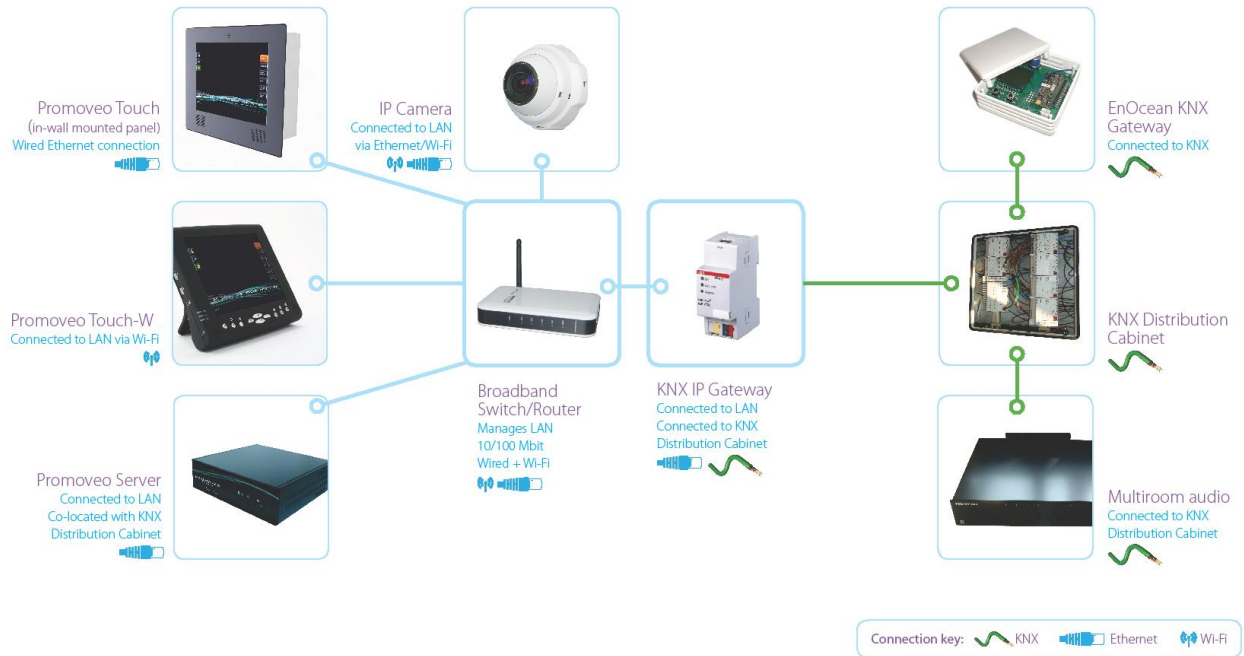 Promoveo Touch
(in-wall mounted panel)
Wired Ethernet connection
IP Camera
Connected to LAN
via Ethernet/Wi-Fi
EnOcean KNX
Gateway
Connected to KNX
Promoveo Touch-W
Connected to LAN via Wi-Fi
Broadband
Switch/Router
Manages LAN
10/100 Mbit
Wired + Wi-Fi
KNX IP Gateway
Connected to LAN
Connected to KNX
Distribution Cabinet
KNX Distribution
Cabinet
Promoveo Server
Connected to LAN
Co-located with KNX
Distribution Cabinet
Multiroom audio
Connected to KNX
Distribution Cabinet
Connection key: KNX Ethernet Wi-Fi